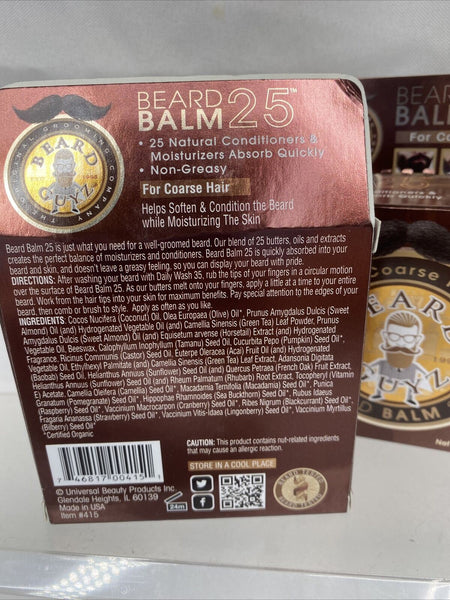 BEARD
BALM 25™
• 25 Natural Conditioners &
Moisturizers Absorb Quickly
• Non-Greasy
For Coarse Hair
Helps Soften & Condition the Beard
while Moisturizing The Skin
THE ORIGINAL GROOMING COMPANY
BEARD
GUYZ
1998
Beard Balm 25 is just what you need for a well-groomed beard. Our blend of 25 butters, oils and extracts
creates the perfect balance of moisturizers and conditioners. Beard Balm 25 is quickly absorbed into your
beard and skin, and doesn't leave a greasy feeling, so you can display your beard with pride.
DIRECTIONS: After washing your beard with Daily Wash 35, rub the tips of your fingers in a circular motion
over the surface of Beard Balm 25. As our butters melt onto your fingers, apply a little at a time to your entire
beard. Work from the hair tips into your skin for maximum benefits. Pay special attention to the edges of your
beard, then comb or brush to style. Apply as often as you like.
INGREDIENTS: Cocos Nucifera (Coconut) Oil, Olea Europaea (Olive) Oil*, Prunus Amygdalus Dulcis (Sweet
Almond) Oil (and) Hydrogenated Vegetable Oil (and) Camellia Sinensis (Green Tea) Leaf Powder, Prunus
Amygdalus Dulcis (Sweet Almond) Oil (and) Equisetum arvense (Horsetail) Extract (and) Hydrogenated
Vegetable Oil, Beeswax, Calophyllum Inophyllum (Tamanu) Seed Oil, Cucurbita Pepo (Pumpkin) Seed Oil*,
Fragrance, Ricinus Communis (Castor) Seed Oil, Euterpe Oleracea (Acai) Fruit Oil (and) Hydrogenated
Vegetable Oil, Ethylhexyl Palmitate (and) Camellia Sinensis (Green Tea) Leaf Extract, Adansonia Digitata
(Baobab) Seed Oil, Helianthus Annuus (Sunflower) Seed Oil (and) Quercus Petraea (French Oak) Fruit Extract,
Helianthus Annuus (Sunflower) Seed Oil (and) Rheum Palmatum (Rhubarb) Root Extract, Tocopheryl (Vitamin
E) Acetate, Camellia Oleifera (Camellia) Seed Oil*, Macadamia Ternifolia (Macadamia) Seed Oil*, Punica
Granatum (Pomegranate) Seed Oil*, Hippophae Rhamnoides (Sea Buckthorn) Seed Oil*, Rubus Idaeus
(Raspberry) Seed Oil*, Vaccinium Macrocarpon (Cranberry) Seed Oil*, Ribes Nigrum (Blackcurrant) Seed Oil*,
Fragaria Ananassa (Strawberry) Seed Oil*, Vaccinium Vitis-Idaea (Lingonberry) Seed Oil*, Vaccinium Myrtillus
(Bilberry) Seed Oil*
*Certified Organic
7 46817 00415 1
© Universal Beauty Products Inc.
Glendale Heights, IL 60139
Made in USA
Item #415
CAUTION: This product contains nut-related ingredients
that may cause an allergic reaction.
STORE IN A COOL PLACE
24m
BEARD
BALM
For Co
Conditioners &
Absorb Quickly
Coarse
BEARD
GUYZ
199
D BALM
Net